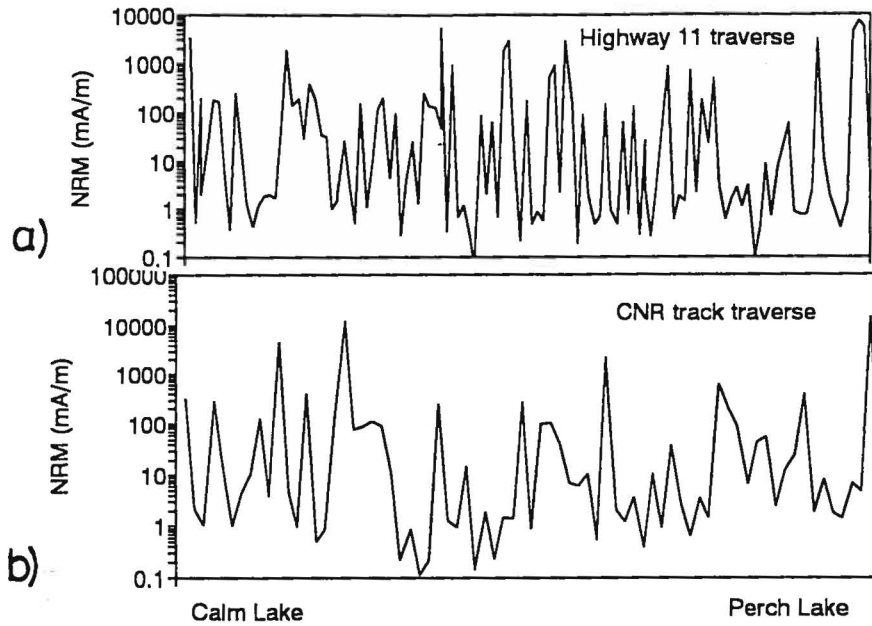 10000
Highway 11 traverse
1000
100
NRM (mA/m)
10
1
a)
0.1
100000
CNR track traverse
10000
1000
100
NRM (mA/m)
10
1
b)
0.1
Calm Lake Perch Lake